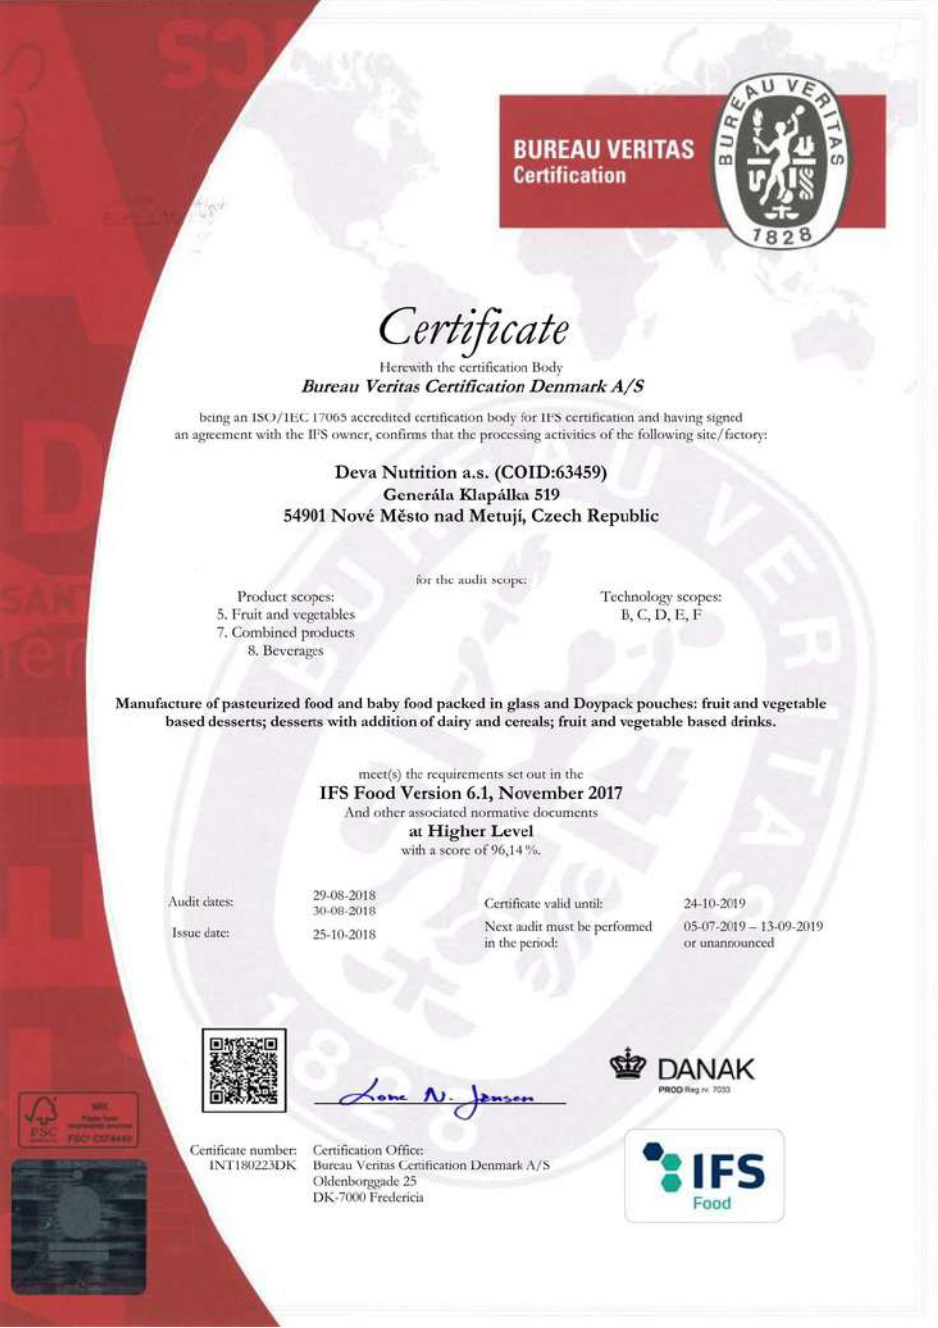 BUREAU VERITAS
Certification
BUREAU VERITAS
1828
Certificate
Herewith the certification Body
Bureau Veritas Certification Denmark A/S
being an ISO/IEC 17065 accredited certification body for IFS certification and having signed
an agreement with the IFS owner, confirms that the processing activities of the following site/factory:
Deva Nutrition a.s. (COID:63459)
Generála Klapálka 519
54901 Nové Město nad Metují, Czech Republic
for the audit scope:
Product scopes:
5. Fruit and vegetables
7. Combined products
8. Beverages
Technology scopes:
B, C, D, E, F
Manufacture of pasteurized food and baby food packed in glass and Doypack pouches: fruit and vegetable
based desserts; desserts with addition of dairy and cereals; fruit and vegetable based drinks.
meet(s) the requirements set out in the
IFS Food Version 6.1, November 2017
And other associated normative documents
at Higher Level
with a score of 96,14 %.
Audit dates:
29-08-2018
30-08-2018
Issue date:
25-10-2018
Certificate valid until:
24-10-2019
Next audit must be performed
in the period:
05-07-2019 – 13-09-2019
or unannounced
Lone N. Jensen
DANAK
PROD Reg.nr. 7033
FSC
MIX
Certificate number:
INT180223DK
Certification Office:
Bureau Veritas Certification Denmark A/S
Oldenborggade 25
DK-7000 Fredericia
IFS
Food